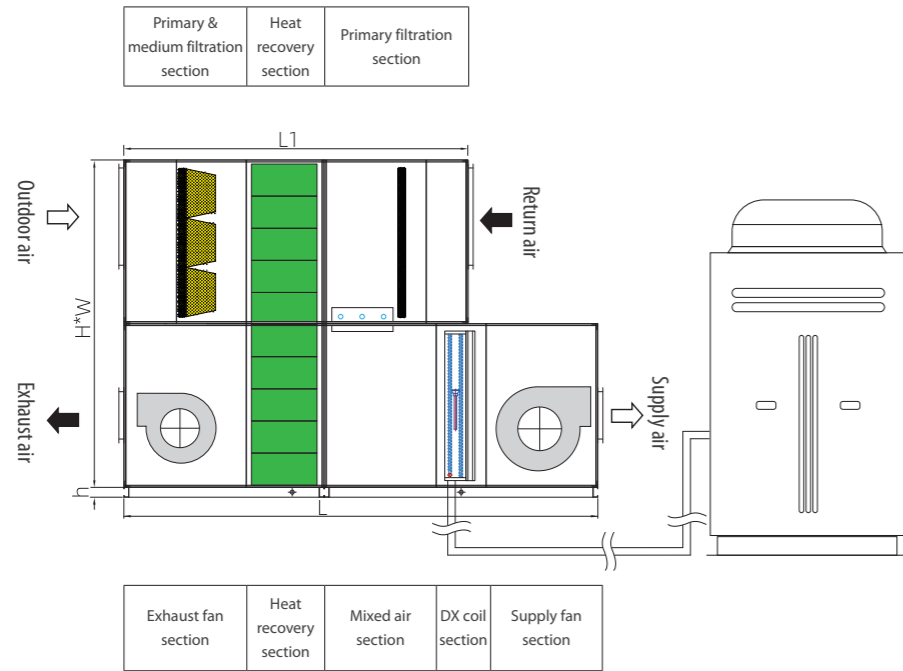 Primary &
medium filtration
section
Heat
recovery
section
Primary filtration
section
L1
Outdoor air
Return air
W*H
Exhaust air
Supply air
h
L
Exhaust fan
section
Heat
recovery
section
Mixed air
section
DX coil
section
Supply fan
section